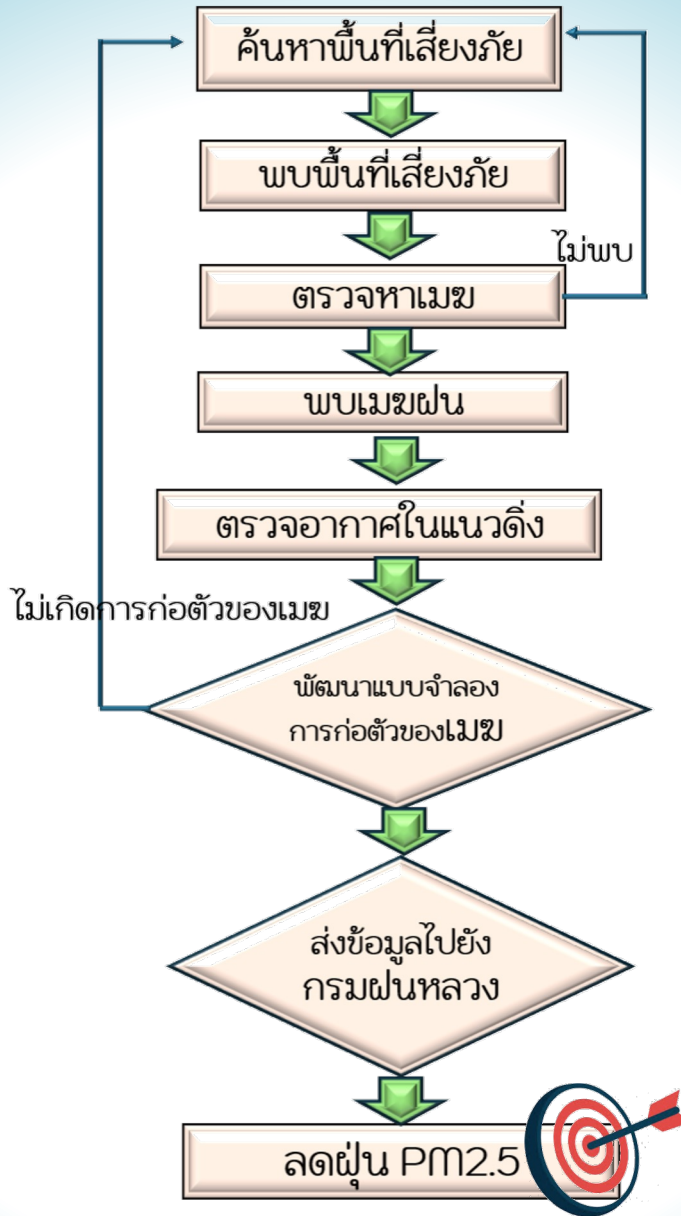 ค้นหาพื้นที่เสี่ยงภัย
พบพื้นที่เสี่ยงภัย
ไม่พบ
ตรวจหาเมฆ
พบเมฆฝน
ตรวจอากาศในแนวดิ่ง
ไม่เกิดการก่อตัวของเมฆ
พัฒนาแบบจำลอง
การก่อตัวของเมฆ
ส่งข้อมูลไปยัง
กรมฝนหลวง
ลดฝุ่น PM2.5